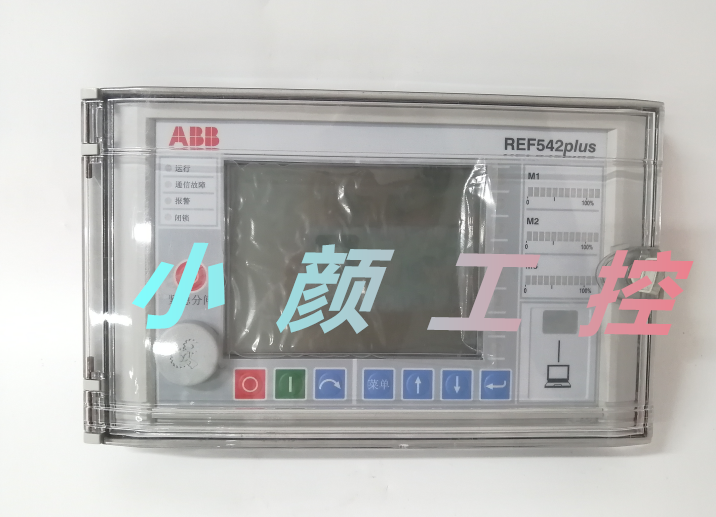 ABB
REF542plus
运行
通信故障
报警
闭锁
M1
0 100%
M2
0 100%
0 100%
小颜工控
菜单